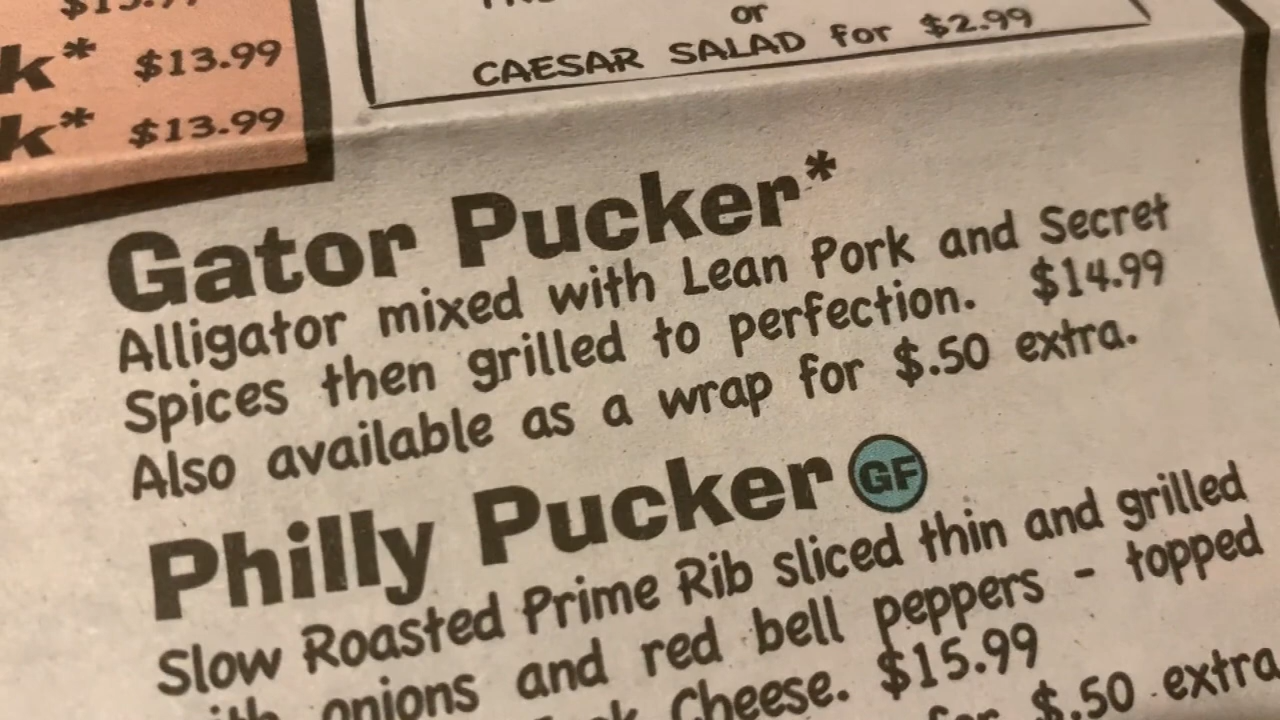 or
CAESAR SALAD for $2.99
k* $13.99
k* $13.99
Gator Pucker*
Alligator mixed with Lean Pork and Secret
Spices then grilled to perfection. $14.99
Also available as a wrap for $.50 extra.
Philly Pucker GF
Slow Roasted Prime Rib sliced thin and grilled
onions and red bell peppers - topped
Cheese. $15.99
$.50 extra